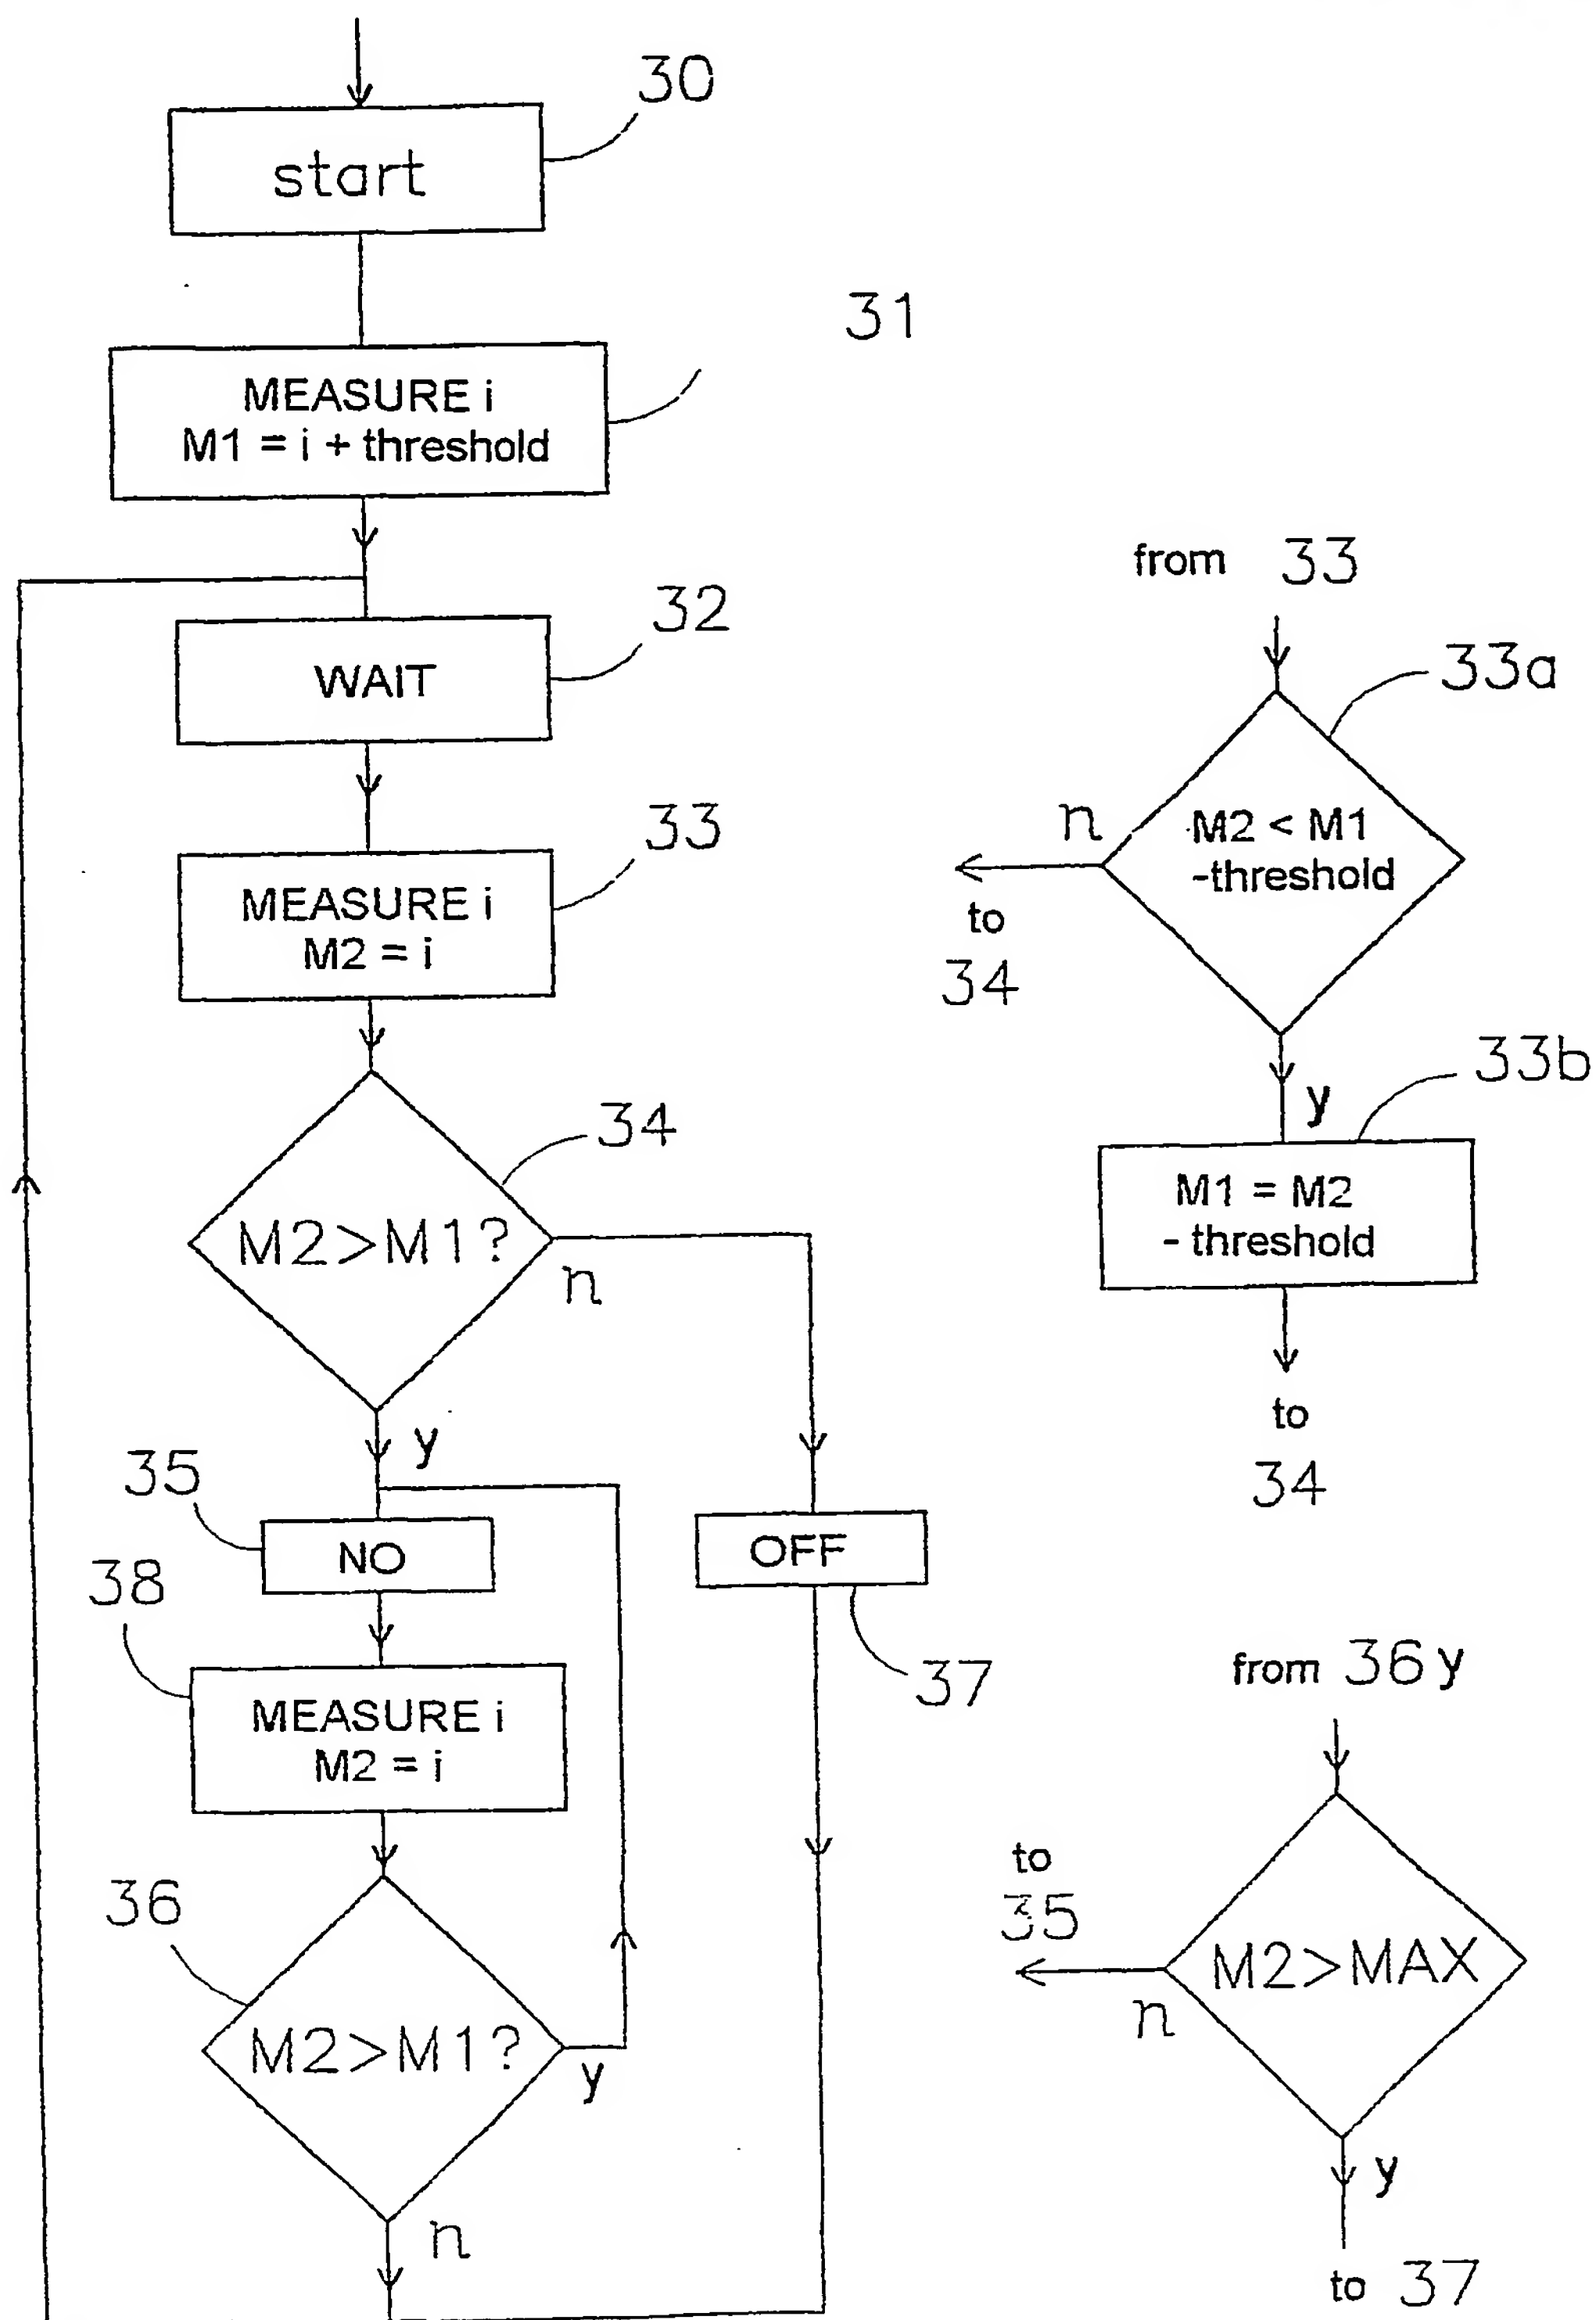 30
start
31
MEASURE i
M1 = i + threshold
32
WAIT
33
MEASURE i
M2 = i
34
M2>M1?
n
y
35
NO
OFF
37
38
MEASURE i
M2 = i
36
M2>M1?
y
n
from 33
33a
M2 < M1
-threshold
n
to
34
y
33b
M1 = M2
- threshold
to
34
from 36y
to
35
M2>MAX
n
y
to 37